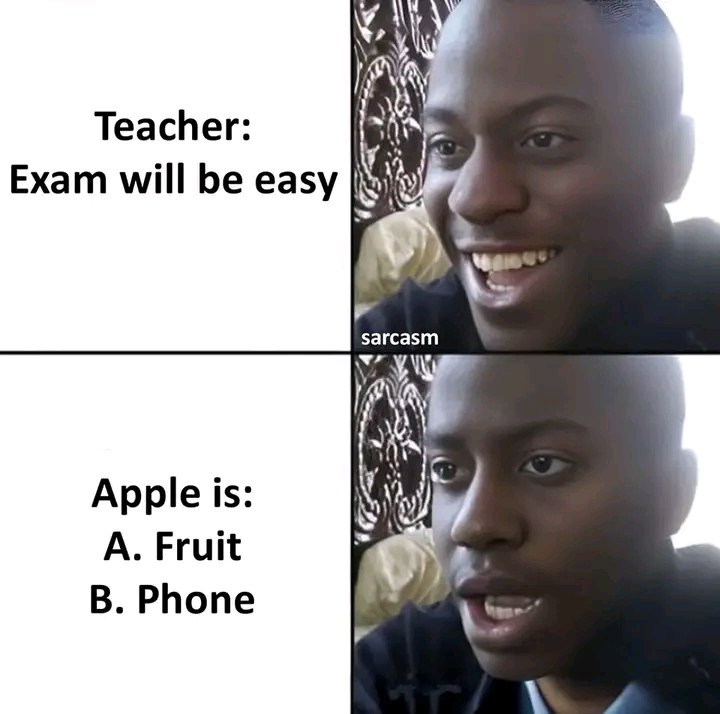 Teacher:
Exam will be easy
sarcasm
Apple is:
A. Fruit
B. Phone